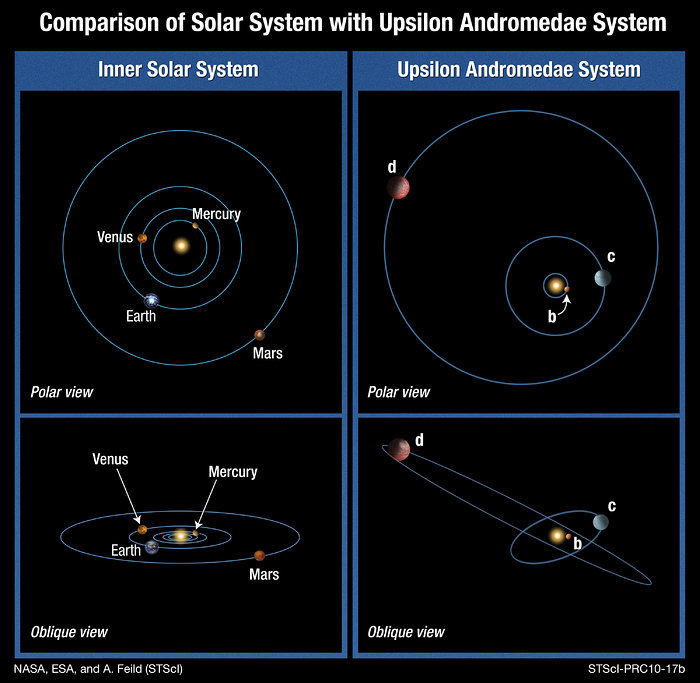 Comparison of Solar System with Upsilon Andromedae System
Inner Solar System
Mercury
Venus
Earth
Mars
Polar view
Upsilon Andromedae System
d
c
b
Polar view
Venus
Mercury
Earth
Mars
Oblique view
d
c
b
Oblique view
NASA, ESA, and A. Feild (STScI)
STScI-PRC10-17b